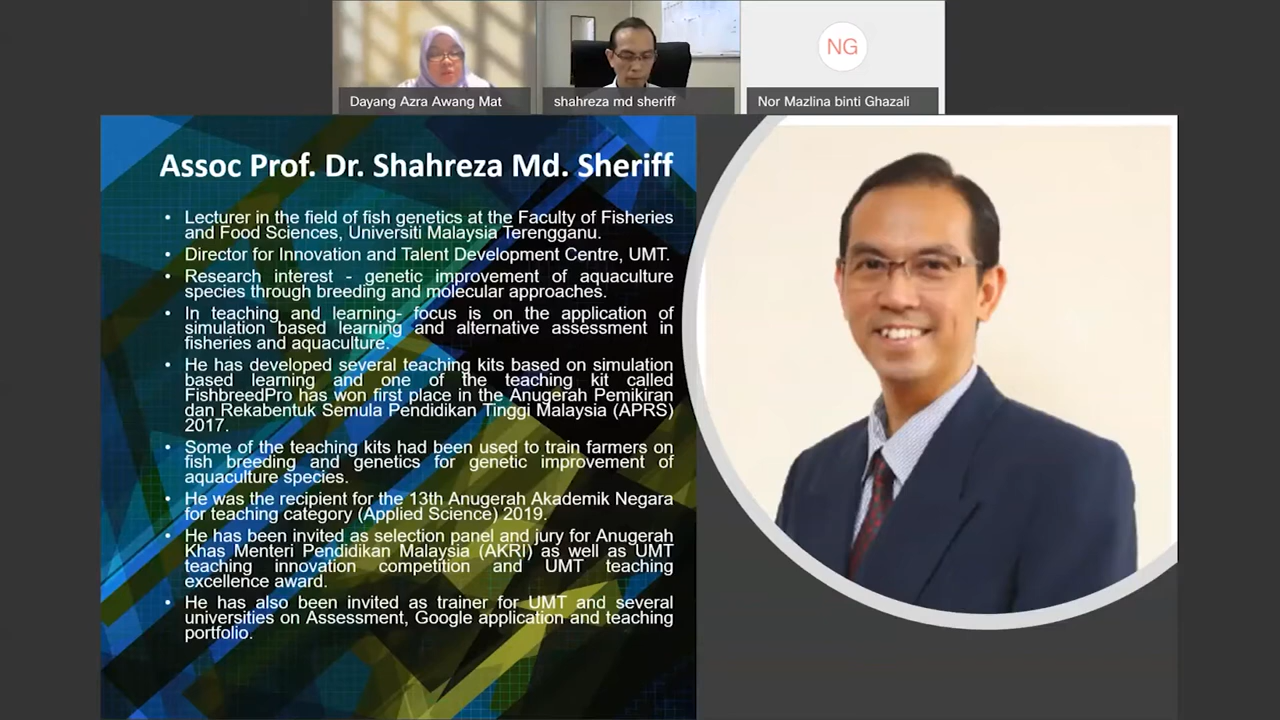 NG
Dayang Azra Awang Mat
shahreza md sheriff
Nor Mazlina binti Ghazali
Assoc Prof. Dr. Shahreza Md. Sheriff
• Lecturer in the field of fish genetics at the Faculty of Fisheries
and Food Sciences, Universiti Malaysia Terengganu.
• Director for Innovation and Talent Development Centre, UMT.
• Research interest - genetic improvement of aquaculture
species through breeding and molecular approaches.
• In teaching and learning- focus is on the application of
simulation based learning and alternative assessment in
fisheries and aquaculture.
• He has developed several teaching kits based on simulation
based learning and one of the teaching kit called
FishbreedPro has won first place in the Anugerah Pemikiran
dan Rekabentuk Semula Pendidikan Tinggi Malaysia (APRS)
2017.
• Some of the teaching kits had been used to train farmers on
fish breeding and genetics for genetic improvement of
aquaculture species.
• He was the recipient for the 13th Anugerah Akademik Negara
for teaching category (Applied Science) 2019.
• He has been invited as selection panel and jury for Anugerah
Khas Menteri Pendidikan Malaysia (AKRI) as well as UMT
teaching innovation competition and UMT teaching
excellence award.
• He has also been invited as trainer for UMT and several
universities on Assessment, Google application and teaching
portfolio.